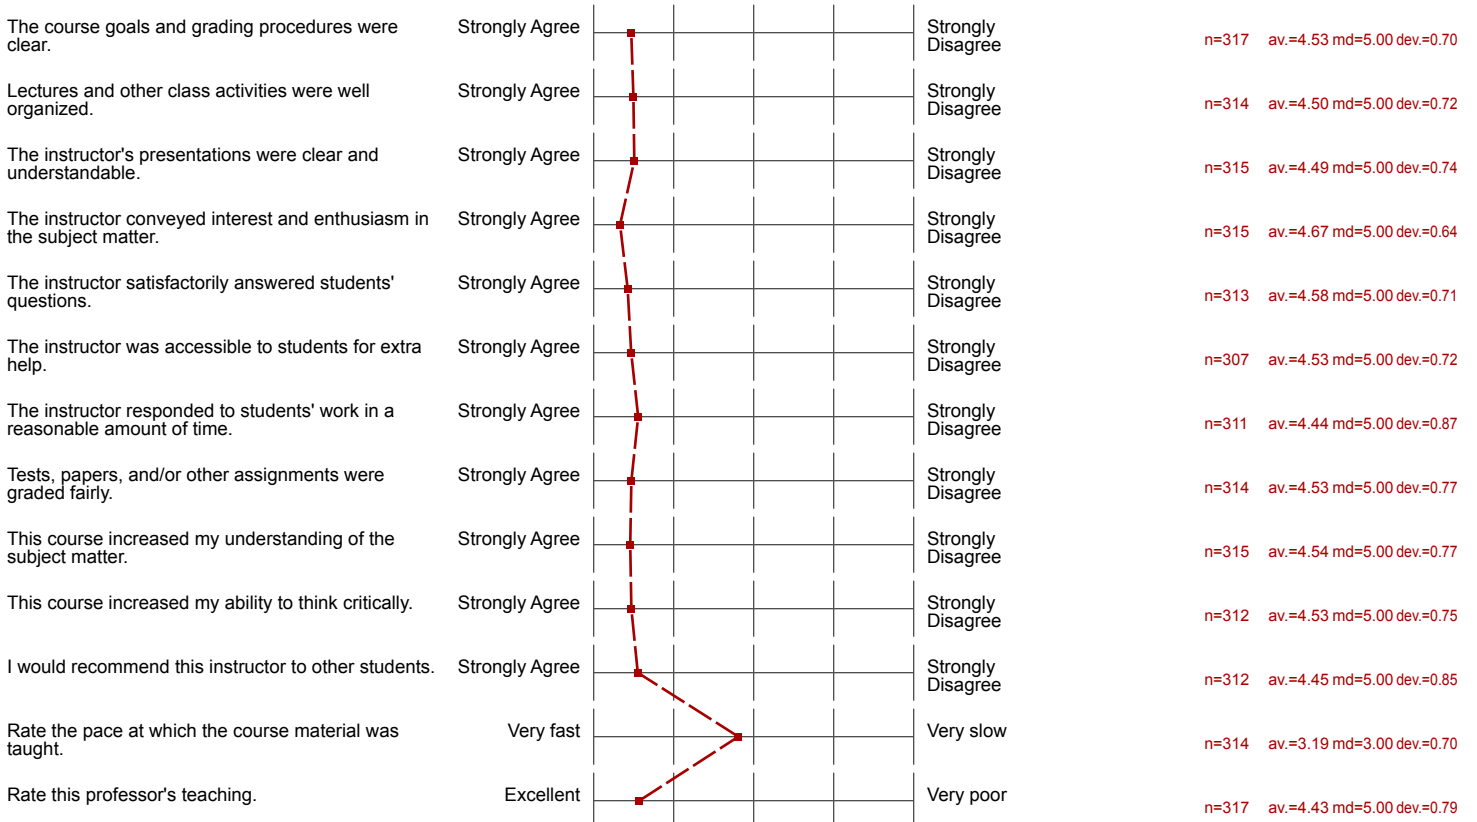 The course goals and grading procedures were
clear.
Strongly Agree
Strongly
Disagree
n=317 av.=4.53 md=5.00 dev.=0.70
Lectures and other class activities were well
organized.
Strongly Agree
Strongly
Disagree
n=314 av.=4.50 md=5.00 dev.=0.72
The instructor's presentations were clear and
understandable.
Strongly Agree
Strongly
Disagree
n=315 av.=4.49 md=5.00 dev.=0.74
The instructor conveyed interest and enthusiasm in
the subject matter.
Strongly Agree
Strongly
Disagree
n=315 av.=4.67 md=5.00 dev.=0.64
The instructor satisfactorily answered students'
questions.
Strongly Agree
Strongly
Disagree
n=313 av.=4.58 md=5.00 dev.=0.71
The instructor was accessible to students for extra
help.
Strongly Agree
Strongly
Disagree
n=307 av.=4.53 md=5.00 dev.=0.72
The instructor responded to students' work in a
reasonable amount of time.
Strongly Agree
Strongly
Disagree
n=311 av.=4.44 md=5.00 dev.=0.87
Tests, papers, and/or other assignments were
graded fairly.
Strongly Agree
Strongly
Disagree
n=314 av.=4.53 md=5.00 dev.=0.77
This course increased my understanding of the
subject matter.
Strongly Agree
Strongly
Disagree
n=315 av.=4.54 md=5.00 dev.=0.77
This course increased my ability to think critically.
Strongly Agree
Strongly
Disagree
n=312 av.=4.53 md=5.00 dev.=0.75
I would recommend this instructor to other students.
Strongly Agree
Strongly
Disagree
n=312 av.=4.45 md=5.00 dev.=0.85
Rate the pace at which the course material was
taught.
Very fast
Very slow
n=314 av.=3.19 md=3.00 dev.=0.70
Rate this professor's teaching.
Excellent
Very poor
n=317 av.=4.43 md=5.00 dev.=0.79